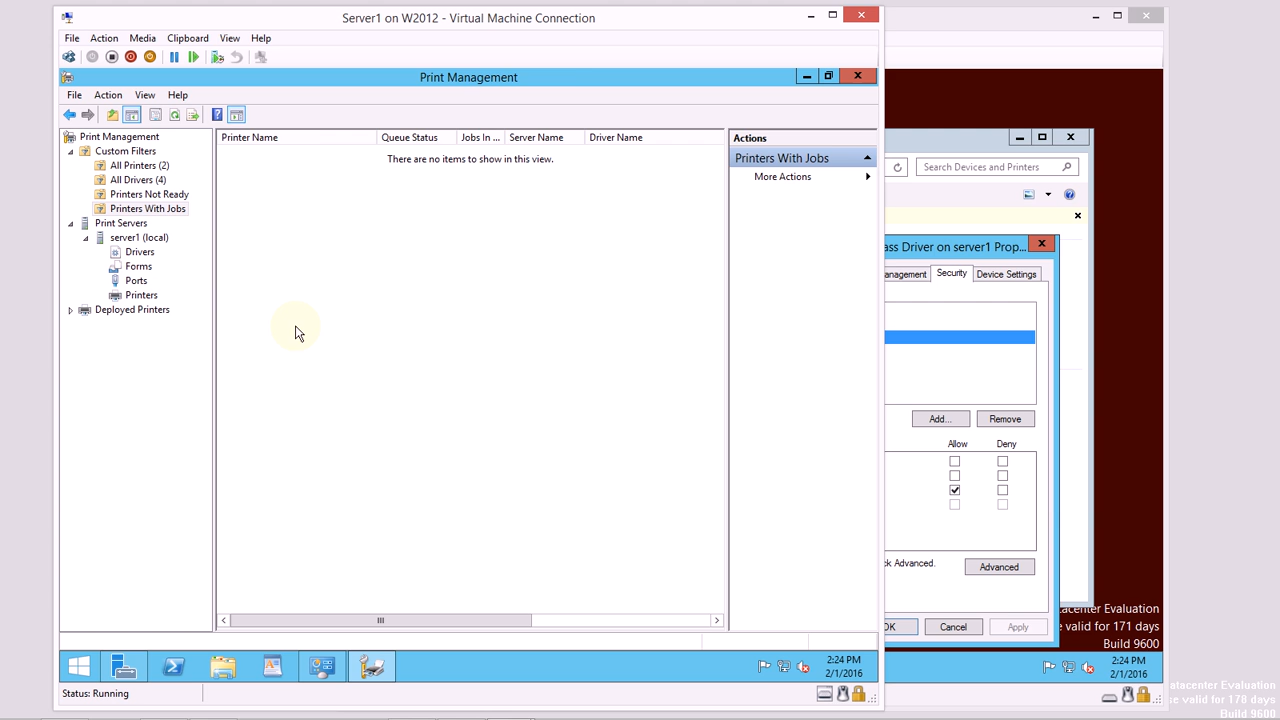 Server1 on W2012 - Virtual Machine Connection
File Action Media Clipboard View Help
Print Management
File Action View Help
Print Management
Custom Filters
All Printers (2)
All Drivers (4)
Printers Not Ready
Printers With Jobs
Print Servers
server1 (local)
Drivers
Forms
Ports
Printers
Deployed Printers
Printer Name Queue Status Jobs In ... Server Name Driver Name
There are no items to show in this view.
Actions
Printers With Jobs
More Actions
Search Devices and Printers
ass Driver on server1 Prop...
anagement Security Device Settings
Add... Remove
Allow Deny
ck Advanced. Advanced
OK Cancel Apply
acenter Evaluation
e valid for 171 days
Build 9600
2:24 PM
2/1/2016
2:24 PM
2/1/2016
Status: Running
atacenter Evaluation
se valid for 178 days
Build 9600